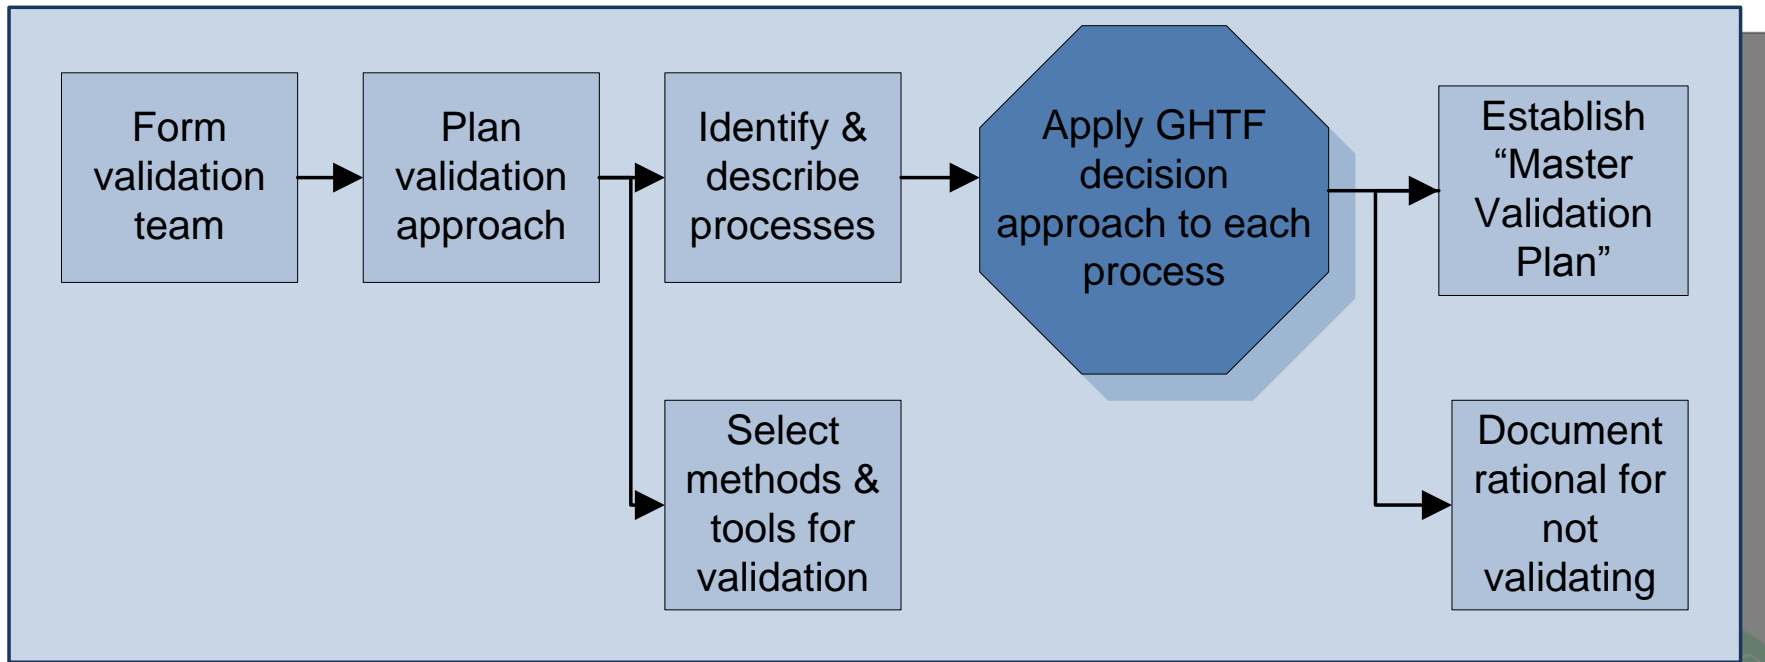 Form
validation
team
Plan
validation
approach
Identify &
describe
processes
Apply GHTF
decision
approach to each
process
Establish
“Master
Validation
Plan”
Select
methods &
tools for
validation
Document
rational for
not
validating